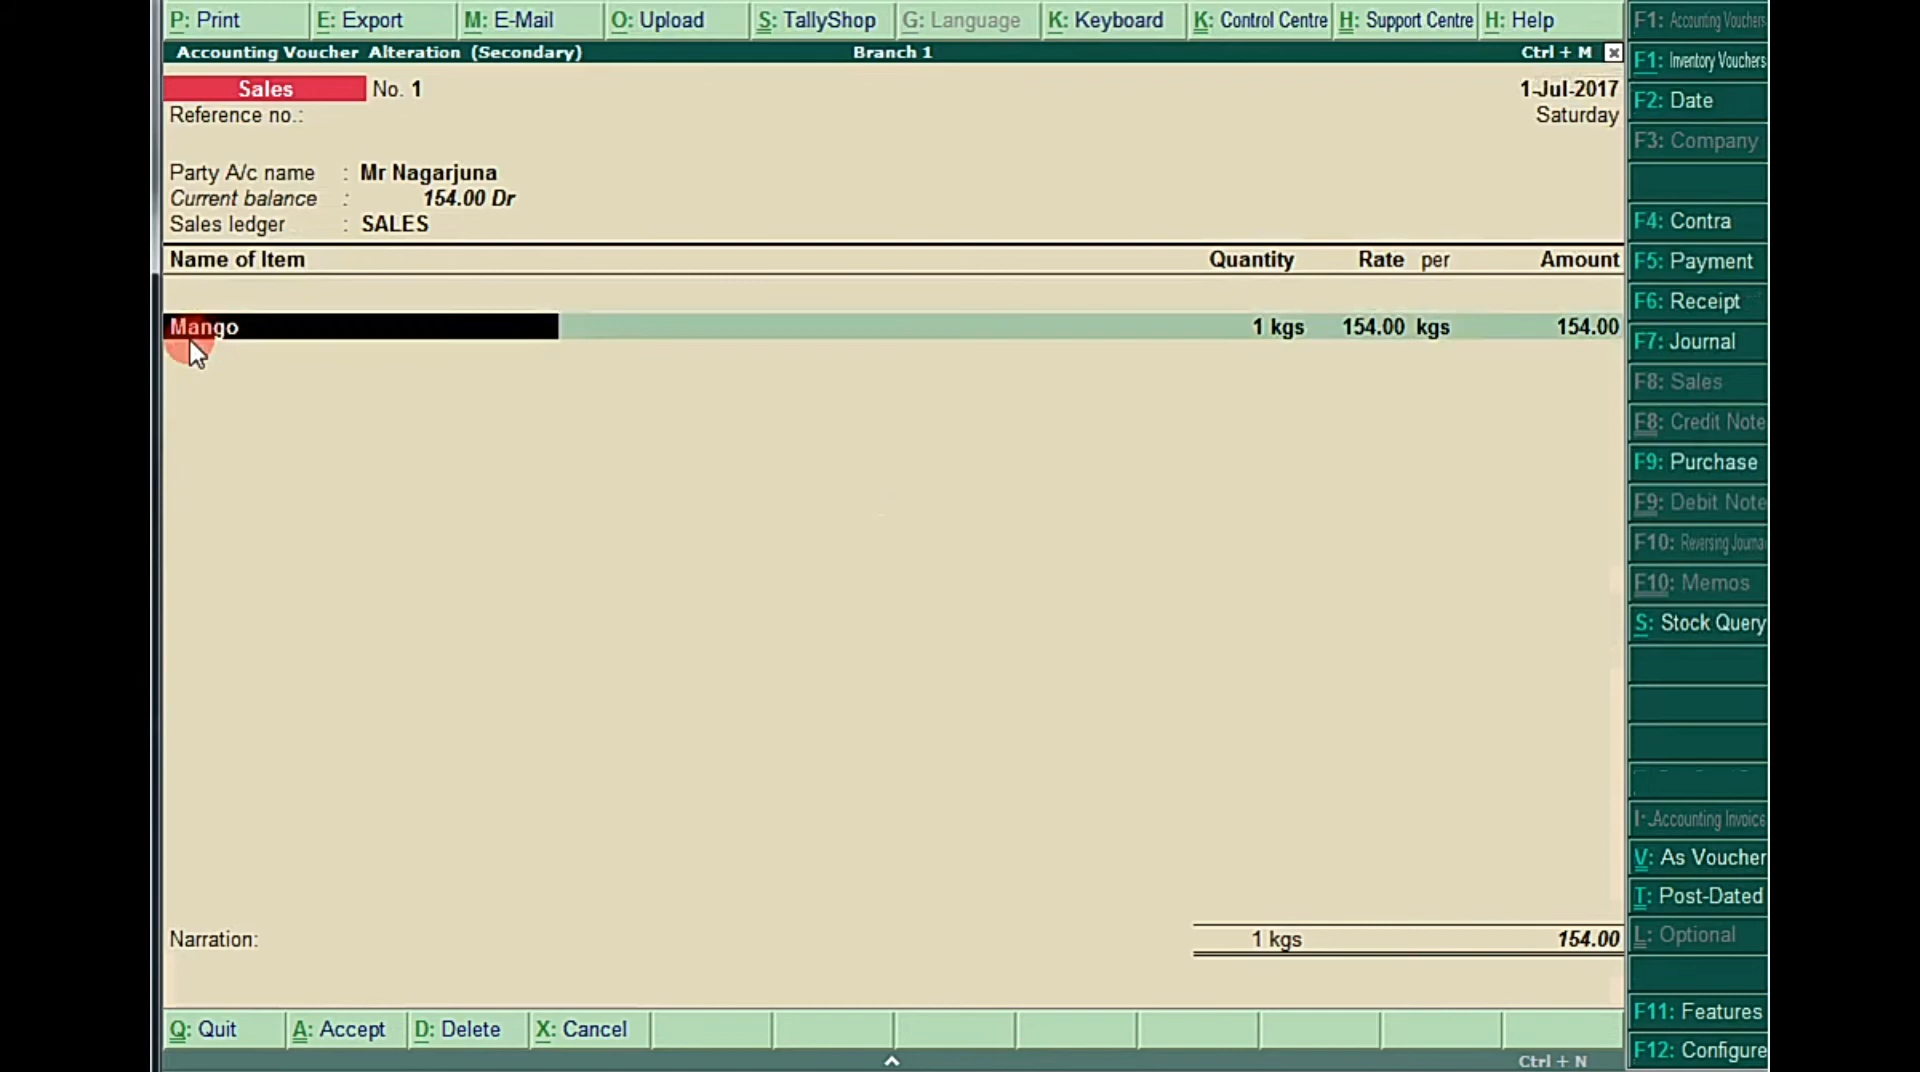 P: Print E: Export M: E-Mail O: Upload S: TallyShop G: Language K: Keyboard K: Control Centre H: Support Centre H: Help
Accounting Voucher Alteration (Secondary) Branch 1 Ctrl + M
Sales No. 1 1-Jul-2017
Reference no.: Saturday
Party A/c name : Mr Nagarjuna
Current balance : 154.00 Dr
Sales ledger : SALES
Name of Item Quantity Rate per Amount
Mango 1 kgs 154.00 kgs 154.00
Narration: 1 kgs 154.00
Q: Quit A: Accept D: Delete X: Cancel
Ctrl + N
F1: Accounting Vouchers
F1: Inventory Vouchers
F2: Date
F3: Company
F4: Contra
F5: Payment
F6: Receipt
F7: Journal
F8: Sales
F8: Credit Note
F9: Purchase
F9: Debit Note
F10: Reversing Journal
F10: Memos
S: Stock Query
I: Accounting Invoice
V: As Voucher
T: Post-Dated
L: Optional
F11: Features
F12: Configure